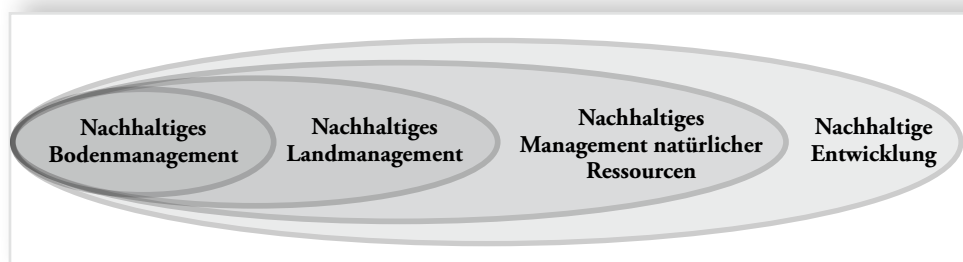 Nachhaltiges
Bodenmanagement
Nachhaltiges
Landmanagement
Nachhaltiges
Management natürlicher
Ressourcen
Nachhaltige
Entwicklung